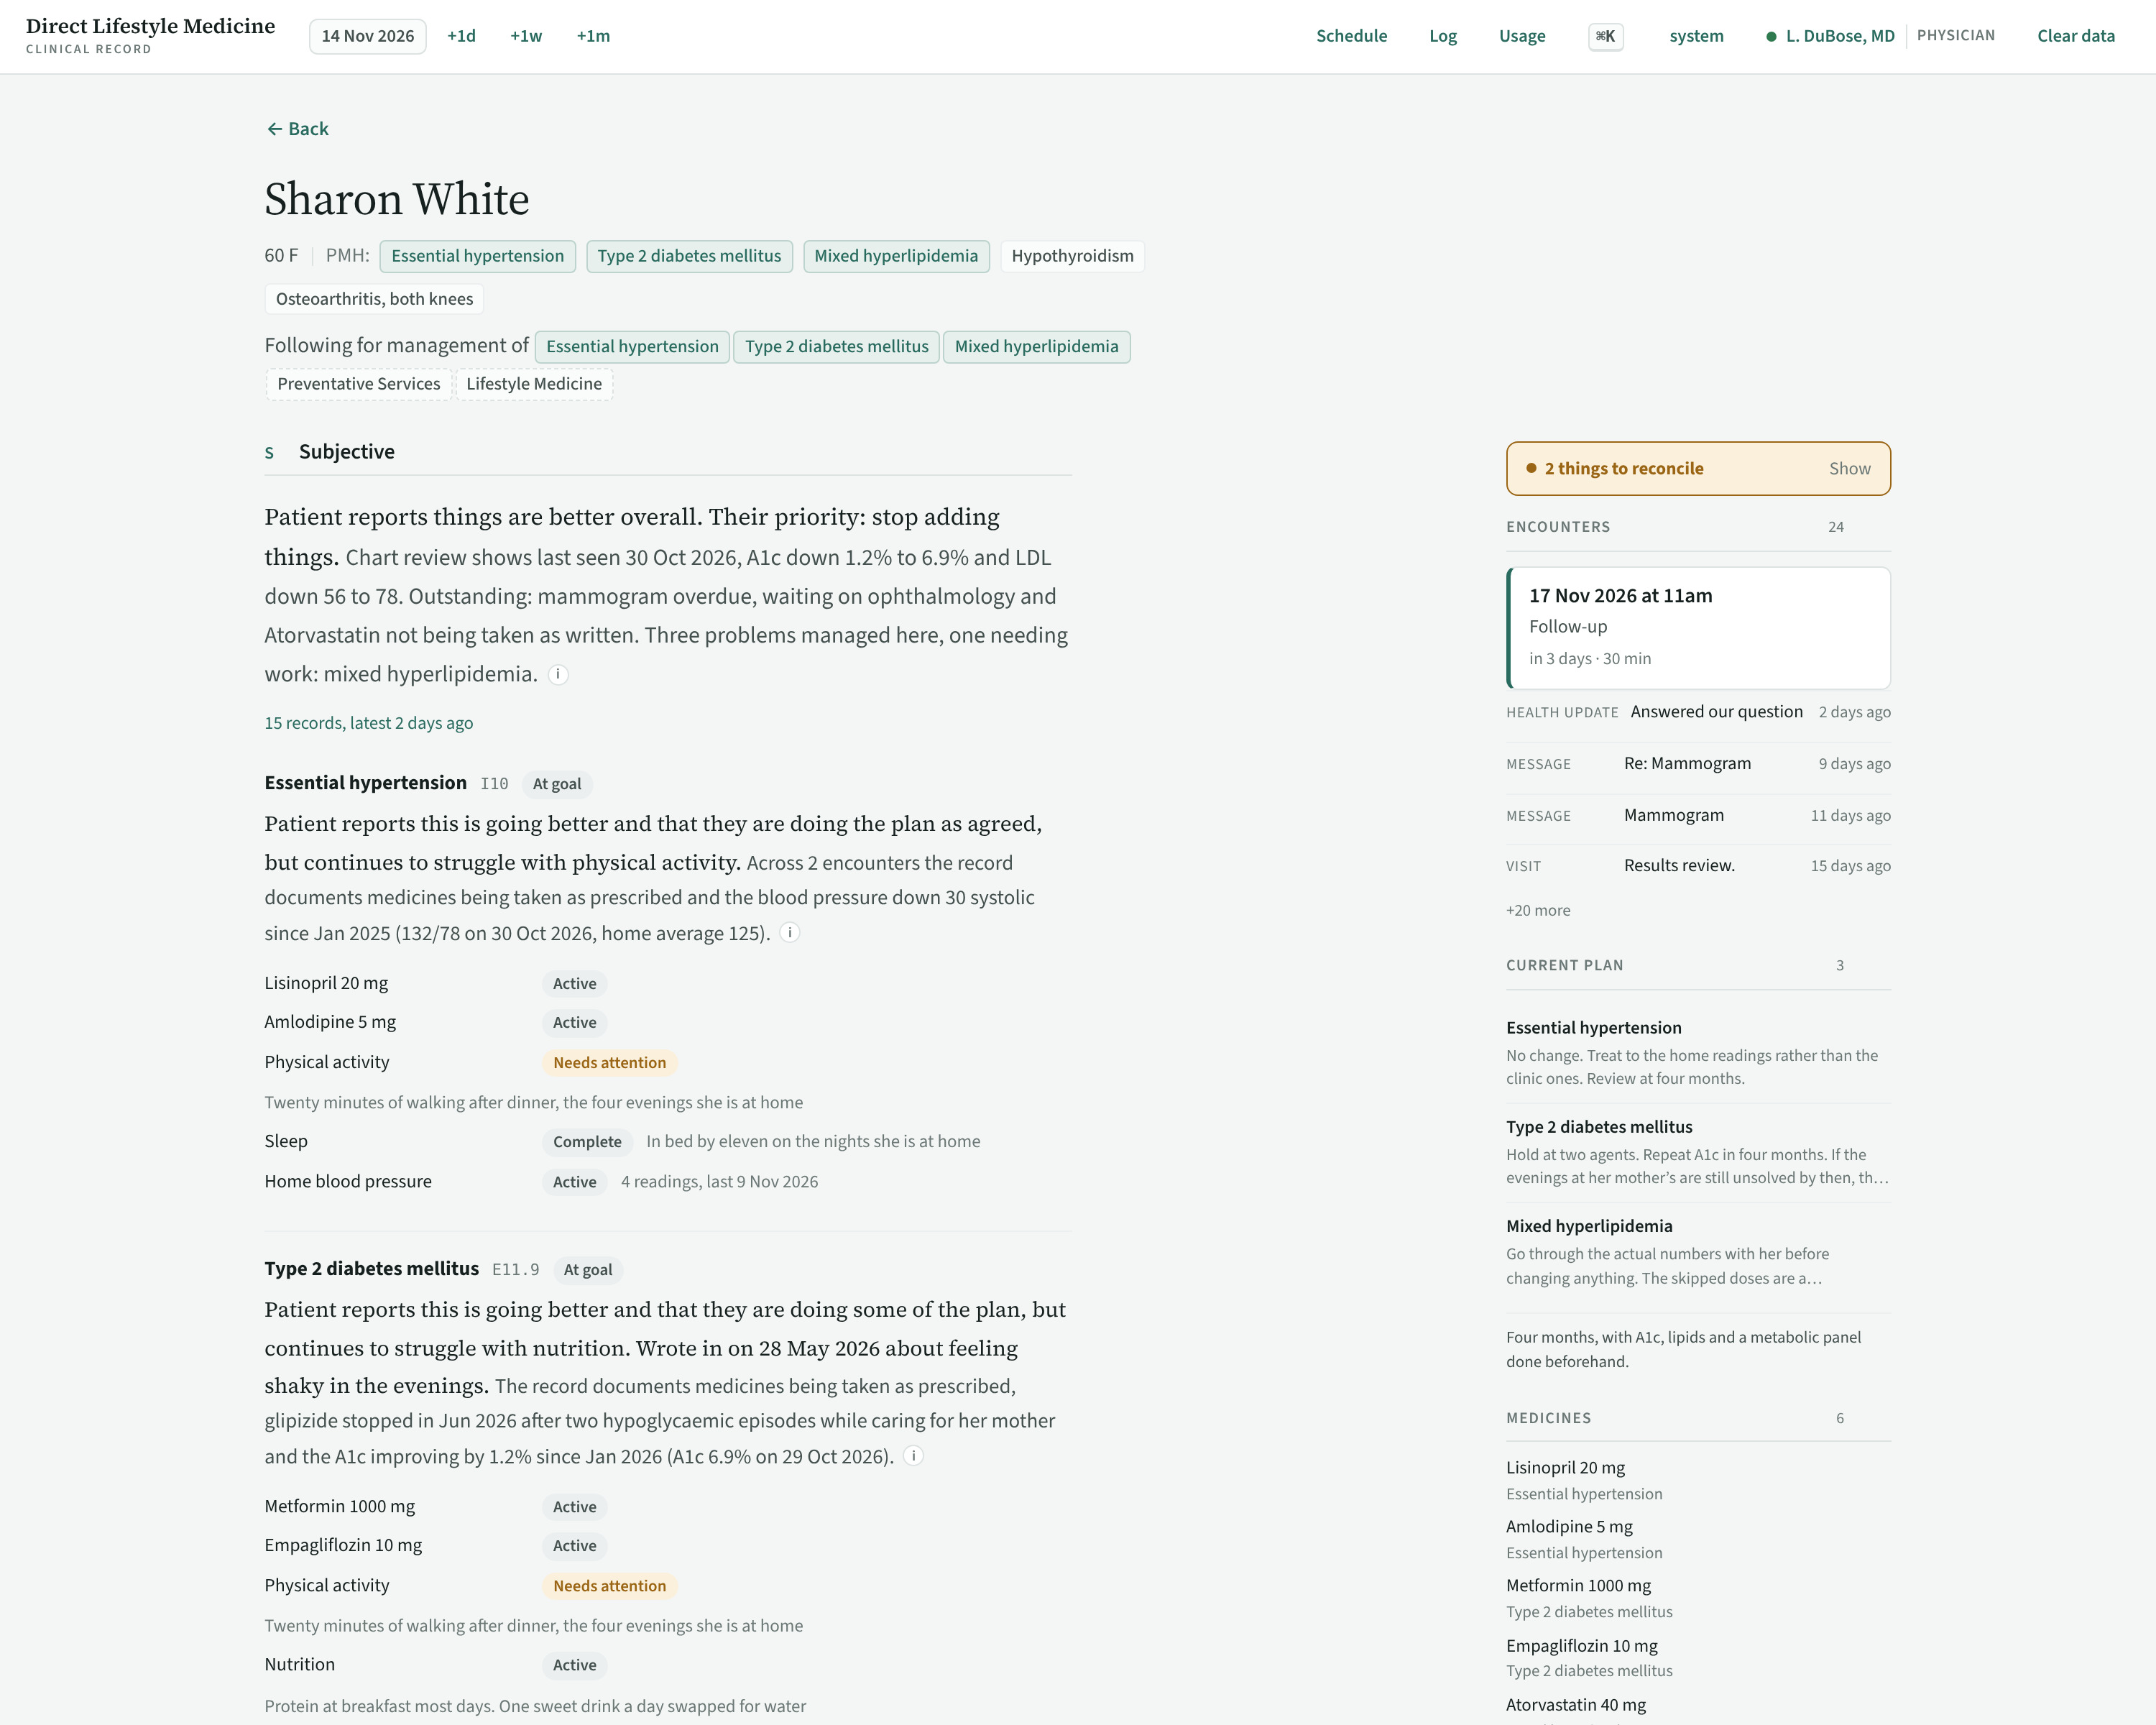 Direct Lifestyle Medicine
CLINICAL RECORD
14 Nov 2026
+1d
+1w
+1m
Schedule
Log
Usage
⌘K
system
L. DuBose, MD
PHYSICIAN
Clear data
← Back
Sharon White
60 F
PMH:
Essential hypertension
Type 2 diabetes mellitus
Mixed hyperlipidemia
Hypothyroidism
Osteoarthritis, both knees
Following for management of Essential hypertension Type 2 diabetes mellitus Mixed hyperlipidemia
Preventative Services Lifestyle Medicine
S Subjective
Patient reports things are better overall. Their priority: stop adding
things. Chart review shows last seen 30 Oct 2026, A1c down 1.2% to 6.9% and LDL
down 56 to 78. Outstanding: mammogram overdue, waiting on ophthalmology and
Atorvastatin not being taken as written. Three problems managed here, one needing
work: mixed hyperlipidemia. i
15 records, latest 2 days ago
Essential hypertension I10 At goal
Patient reports this is going better and that they are doing the plan as agreed,
but continues to struggle with physical activity. Across 2 encounters the record
documents medicines being taken as prescribed and the blood pressure down 30 systolic
since Jan 2025 (132/78 on 30 Oct 2026, home average 125). i
Lisinopril 20 mg Active
Amlodipine 5 mg Active
Physical activity Needs attention
Twenty minutes of walking after dinner, the four evenings she is at home
Sleep Complete In bed by eleven on the nights she is at home
Home blood pressure Active 4 readings, last 9 Nov 2026
Type 2 diabetes mellitus E11.9 At goal
Patient reports this is going better and that they are doing some of the plan, but
continues to struggle with nutrition. Wrote in on 28 May 2026 about feeling
shaky in the evenings. The record documents medicines being taken as prescribed,
glipizide stopped in Jun 2026 after two hypoglycaemic episodes while caring for her mother
and the A1c improving by 1.2% since Jan 2026 (A1c 6.9% on 29 Oct 2026). i
Metformin 1000 mg Active
Empagliflozin 10 mg Active
Physical activity Needs attention
Twenty minutes of walking after dinner, the four evenings she is at home
Nutrition Active
Protein at breakfast most days. One sweet drink a day swapped for water
2 things to reconcile Show
ENCOUNTERS 24
17 Nov 2026 at 11am
Follow-up
in 3 days · 30 min
HEALTH UPDATE Answered our question 2 days ago
MESSAGE Re: Mammogram 9 days ago
MESSAGE Mammogram 11 days ago
VISIT Results review. 15 days ago
+20 more
CURRENT PLAN 3
Essential hypertension
No change. Treat to the home readings rather than the
clinic ones. Review at four months.
Type 2 diabetes mellitus
Hold at two agents. Repeat A1c in four months. If the
evenings at her mother's are still unsolved by then, th…
Mixed hyperlipidemia
Go through the actual numbers with her before
changing anything. The skipped doses are a…
Four months, with A1c, lipids and a metabolic panel
done beforehand.
MEDICINES 6
Lisinopril 20 mg
Essential hypertension
Amlodipine 5 mg
Essential hypertension
Metformin 1000 mg
Type 2 diabetes mellitus
Empagliflozin 10 mg
Type 2 diabetes mellitus
Atorvastatin 40 mg